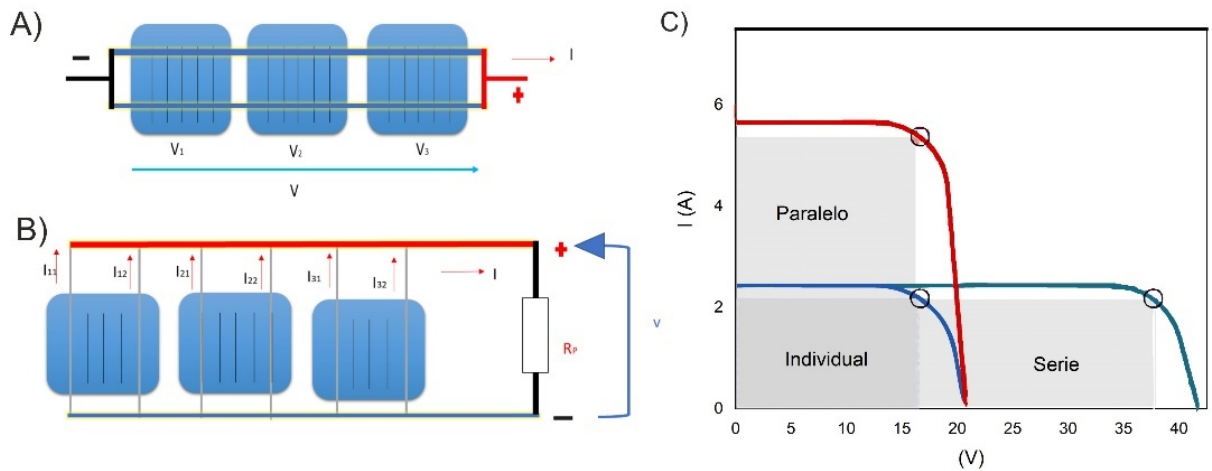 A)
−
I
+
V₁ V₂ V₃
V
B)
+
I₁₁ I₁₂ I₂₁ I₂₂ I₃₁ I₃₂ I
V
Rₚ
−
C)
I (A)
6
4
2
0
Paralelo
Individual Serie
0 5 10 15 20 25 30 35 40
(V)